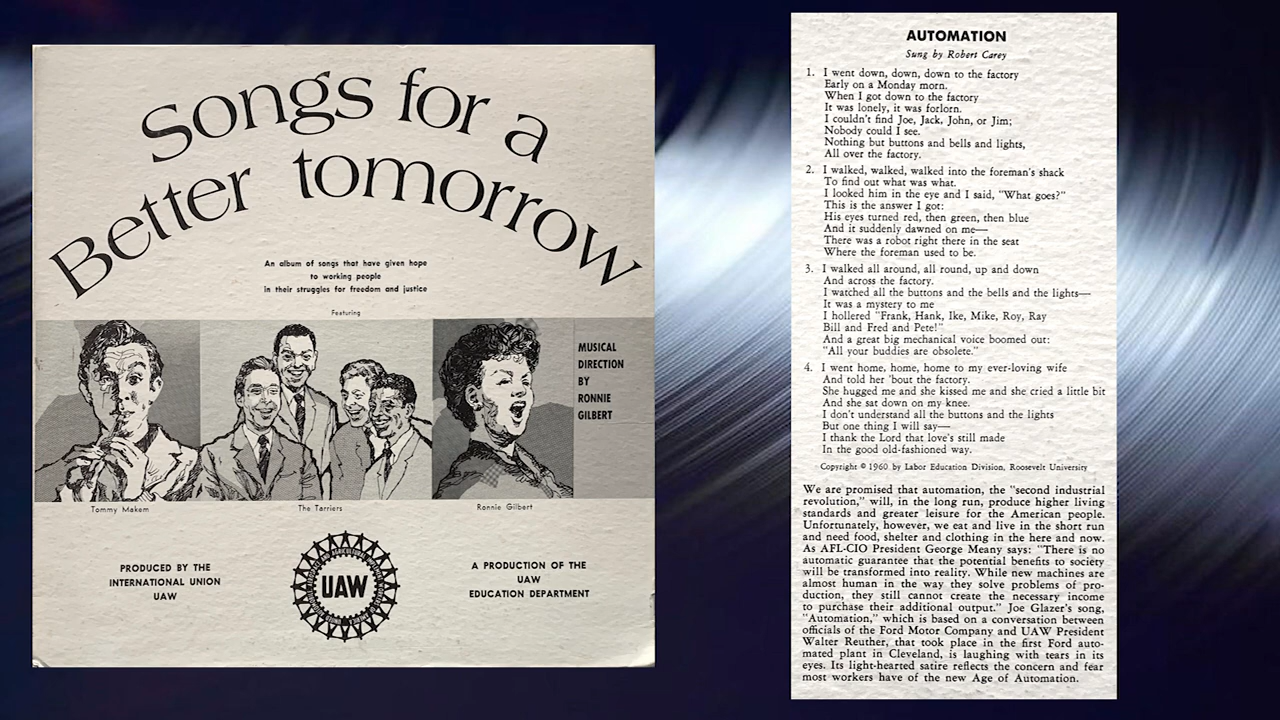 Songs for a
Better tomorrow
An album of songs that have given hope
to working people
in their struggles for freedom and justice
Featuring
MUSICAL
DIRECTION
BY
RONNIE
GILBERT
Tommy Makem
The Tarriers
Ronnie Gilbert
PRODUCED BY THE
INTERNATIONAL UNION
UAW
UAW
A PRODUCTION OF THE
UAW
EDUCATION DEPARTMENT
AUTOMATION
Sung by Robert Carey
1. I went down, down, down to the factory
Early on a Monday morn.
When I got down to the factory
It was lonely, it was forlorn.
I couldn't find Joe, Jack, John, or Jim;
Nobody could I see.
Nothing but buttons and bells and lights,
All over the factory.
2. I walked, walked, walked into the foreman's shack
To find out what was what.
I looked him in the eye and I said, "What goes?"
This is the answer I got:
His eyes turned red, then green, then blue
And it suddenly dawned on me—
There was a robot right there in the seat
Where the foreman used to be.
3. I walked all around, all round, up and down
And across the factory.
I watched all the buttons and the bells and the lights—
It was a mystery to me
I hollered "Frank, Hank, Ike, Mike, Roy, Ray
Bill and Fred and Pete!"
And a great big mechanical voice boomed out:
"All your buddies are obsolete."
4. I went home, home, home to my ever-loving wife
And told her 'bout the factory.
She hugged me and she kissed me and she cried a little bit
And she sat down on my knee.
I don't understand all the buttons and the lights
But one thing I will say—
I thank the Lord that love's still made
In the good old-fashioned way.
Copyright © 1960 by Labor Education Division, Roosevelt University
We are promised that automation, the "second industrial
revolution," will, in the long run, produce higher living
standards and greater leisure for the American people.
Unfortunately, however, we eat and live in the short run
and need food, shelter and clothing in the here and now.
As AFL-CIO President George Meany says: "There is no
automatic guarantee that the potential benefits to society
will be transformed into reality. While new machines are
almost human in the way they solve problems of pro-
duction, they still cannot create the necessary income
to purchase their additional output." Joe Glazer's song,
"Automation," which is based on a conversation between
officials of the Ford Motor Company and UAW President
Walter Reuther, that took place in the first Ford auto-
mated plant in Cleveland, is laughing with tears in its
eyes. Its light-hearted satire reflects the concern and fear
most workers have of the new Age of Automation.